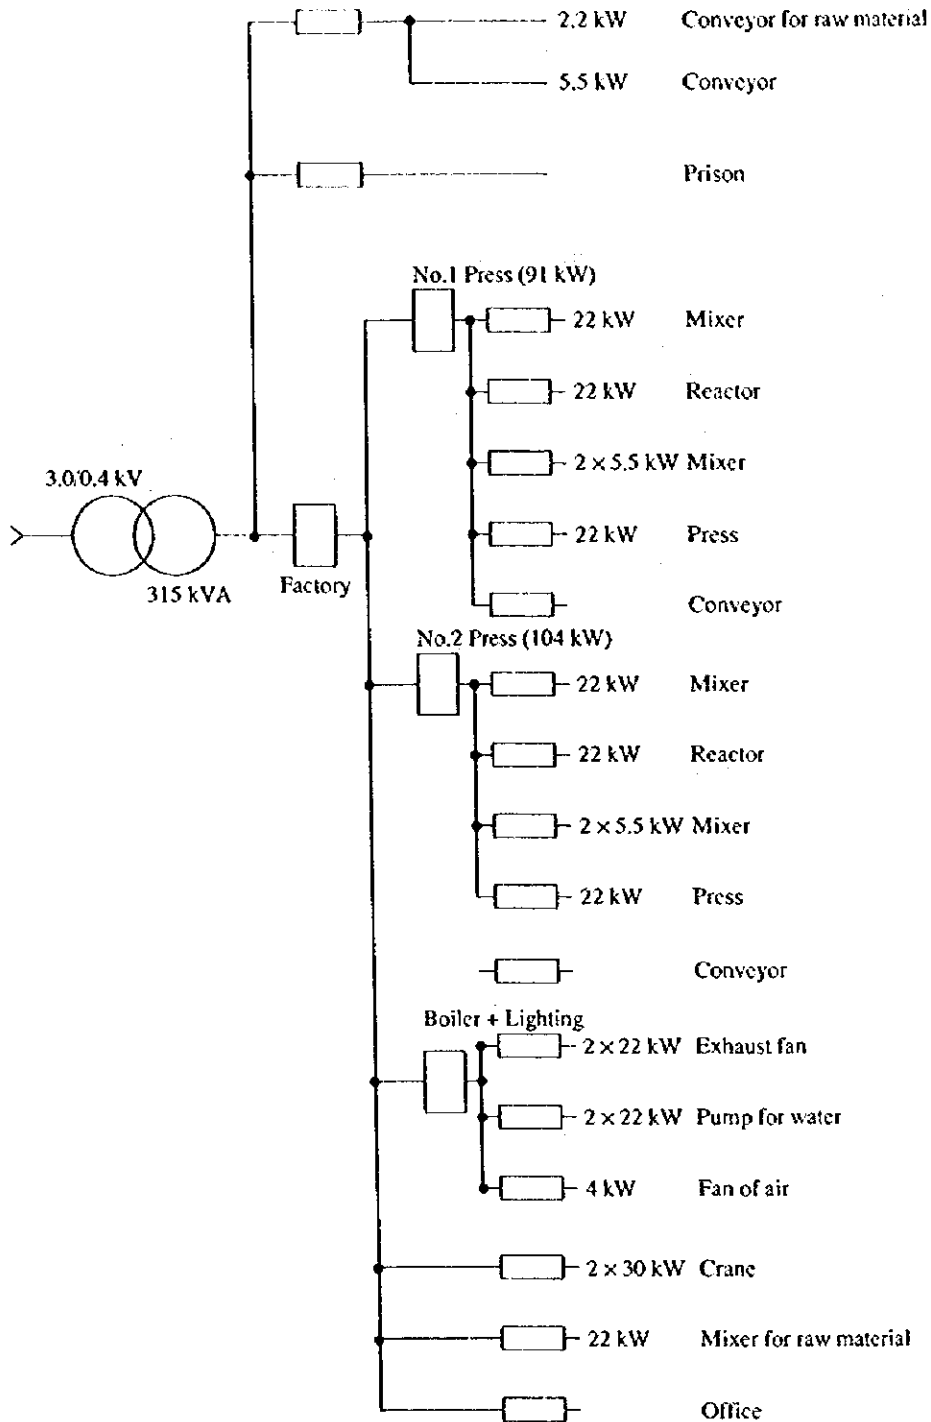 2.2 kW Conveyor for raw material
5.5 kW Conveyor
Prison
No.1 Press (91 kW)
22 kW Mixer
22 kW Reactor
2 × 5.5 kW Mixer
3.0/0.4 kV
22 kW Press
315 kVA
Factory
Conveyor
No.2 Press (104 kW)
22 kW Mixer
22 kW Reactor
2 × 5.5 kW Mixer
22 kW Press
Conveyor
Boiler + Lighting
2 × 22 kW Exhaust fan
2 × 22 kW Pump for water
4 kW Fan of air
2 × 30 kW Crane
22 kW Mixer for raw material
Office